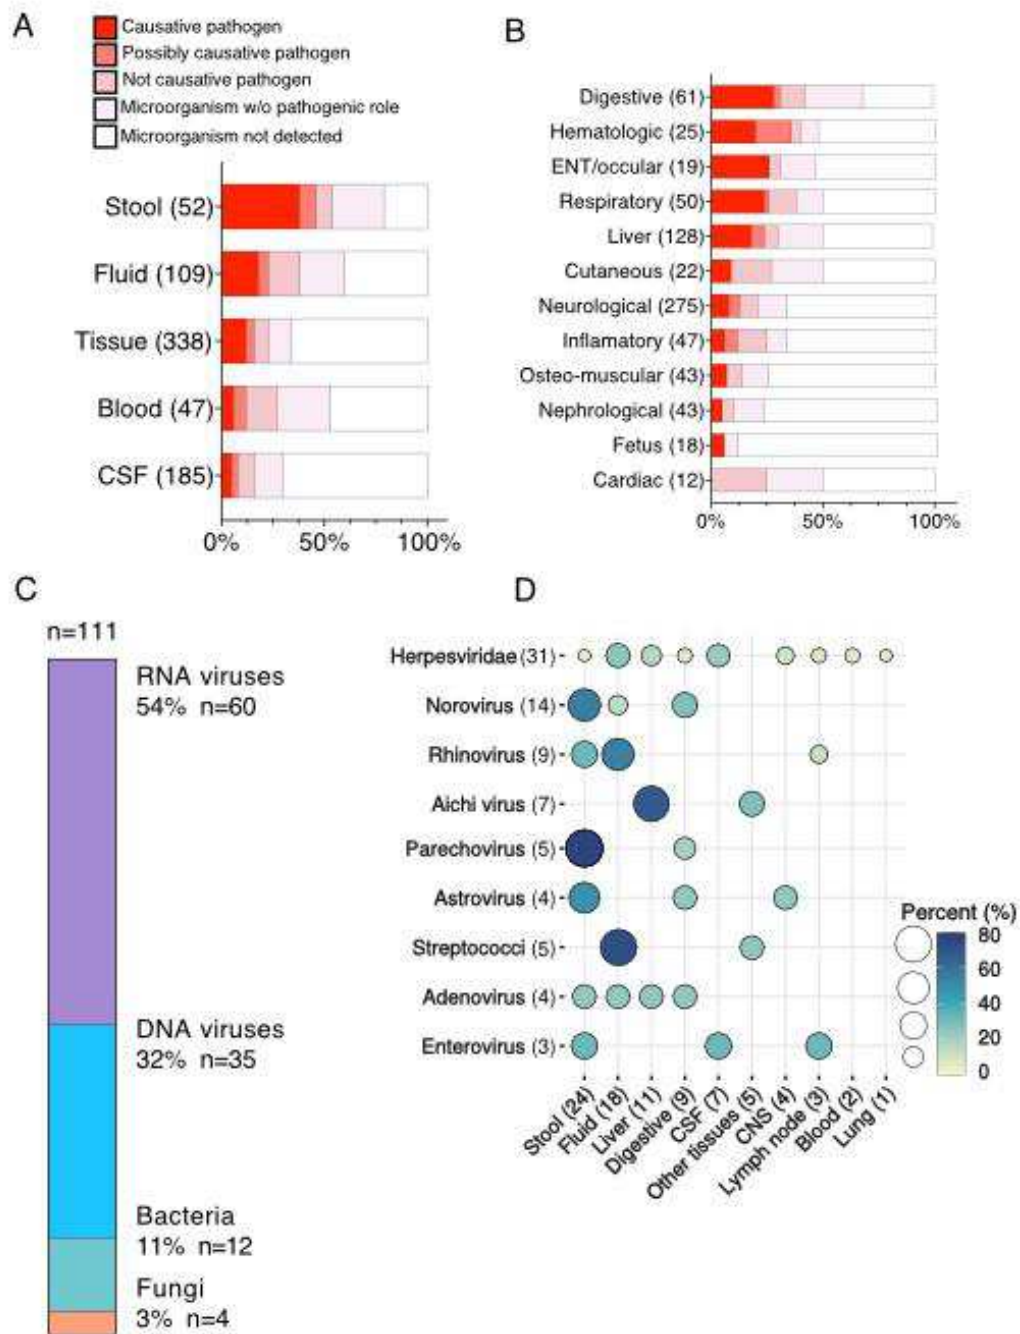 A
Causative pathogen
Possibly causative pathogen
Not causative pathogen
Microorganism w/o pathogenic role
Microorganism not detected
Stool (52)
Fluid (109)
Tissue (338)
Blood (47)
CSF (185)
0% 50% 100%
B
Digestive (61)
Hematologic (25)
ENT/occular (19)
Respiratory (50)
Liver (128)
Cutaneous (22)
Neurological (275)
Inflamatory (47)
Osteo-muscular (43)
Nephrological (43)
Fetus (18)
Cardiac (12)
0% 50% 100%
C
n=111
RNA viruses
54% n=60
DNA viruses
32% n=35
Bacteria
11% n=12
Fungi
3% n=4
D
Herpesviridae (31)
Norovirus (14)
Rhinovirus (9)
Aichi virus (7)
Parechovirus (5)
Astrovirus (4)
Streptococci (5)
Adenovirus (4)
Enterovirus (3)
Stool (24)
Fluid (18)
Liver (11)
Digestive (9)
CSF (7)
Other tissues (5)
CNS (4)
Lymph node (3)
Blood (2)
Lung (1)
Percent (%)
80
60
40
20
0